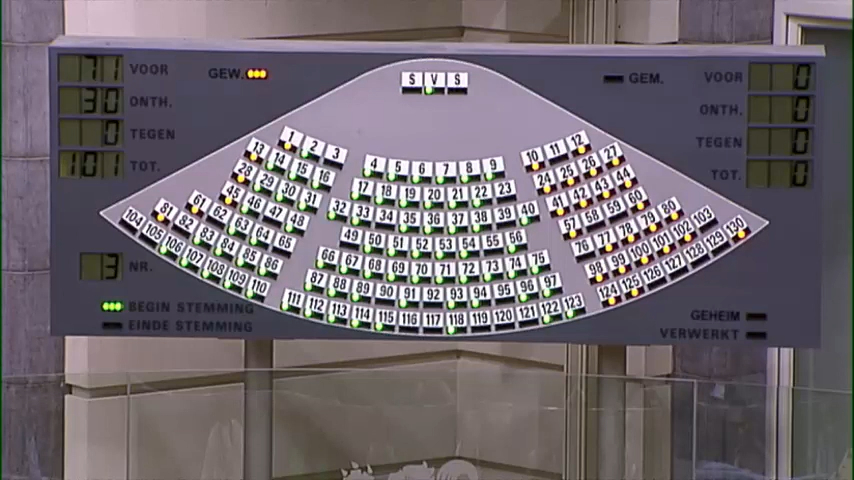 71 VOOR
GEW.
30 ONTH.
0 TEGEN
101 TOT.
S V S
GEM. VOOR 0
ONTH. 0
TEGEN 0
TOT. 0
1 2 3
13 14 15 16
28 29 30 31
45 46 47 48
61 62 63 64 65
81 82 83 84 85 86
104 105 106 107 108 109 110
4 5 6 7 8 9
17 18 19 20 21 22 23
32 33 34 35 36 37 38 39 40
49 50 51 52 53 54 55 56
66 67 68 69 70 71 72 73 74 75
87 88 89 90 91 92 93 94 95 96 97
111 112 113 114 115 116 117 118 119 120 121 122 123
10 11 12
24 25 26 27
41 42 43 44
57 58 59 60
76 77 78 79 80
98 99 100 101 102 103
124 125 126 127 128 129 130
3 NR.
BEGIN STEMMING
EINDE STEMMING
GEHEIM
VERWERKT